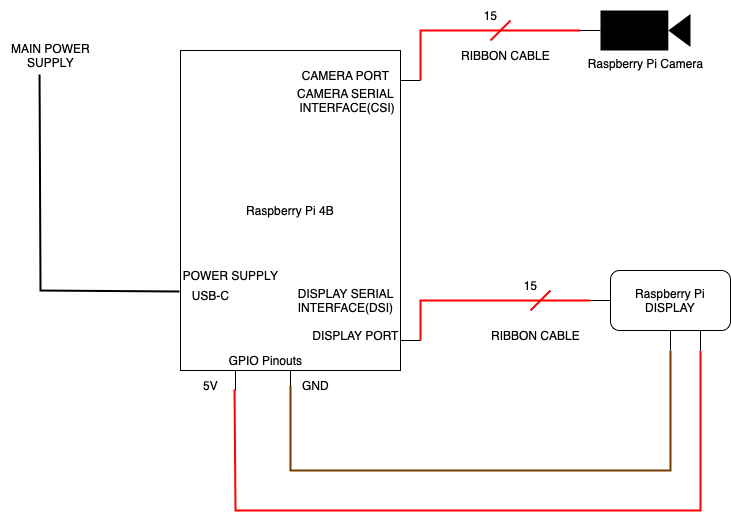 15
MAIN POWER
SUPPLY
RIBBON CABLE
Raspberry Pi Camera
CAMERA PORT
CAMERA SERIAL
INTERFACE(CSI)
Raspberry Pi 4B
POWER SUPPLY
USB-C
DISPLAY SERIAL
INTERFACE(DSI)
DISPLAY PORT
15
RIBBON CABLE
Raspberry Pi
DISPLAY
GPIO Pinouts
5V
GND